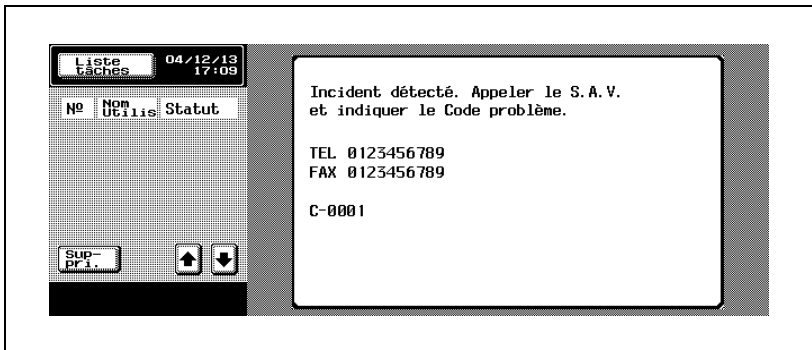 Liste
tâches
04/12/13
17:09
Nº
Nom
Utilis
Statut
Sup-
pri.
Incident détecté. Appeler le S.A.V.
et indiquer le Code problème.
TEL 0123456789
FAX 0123456789
C-0001